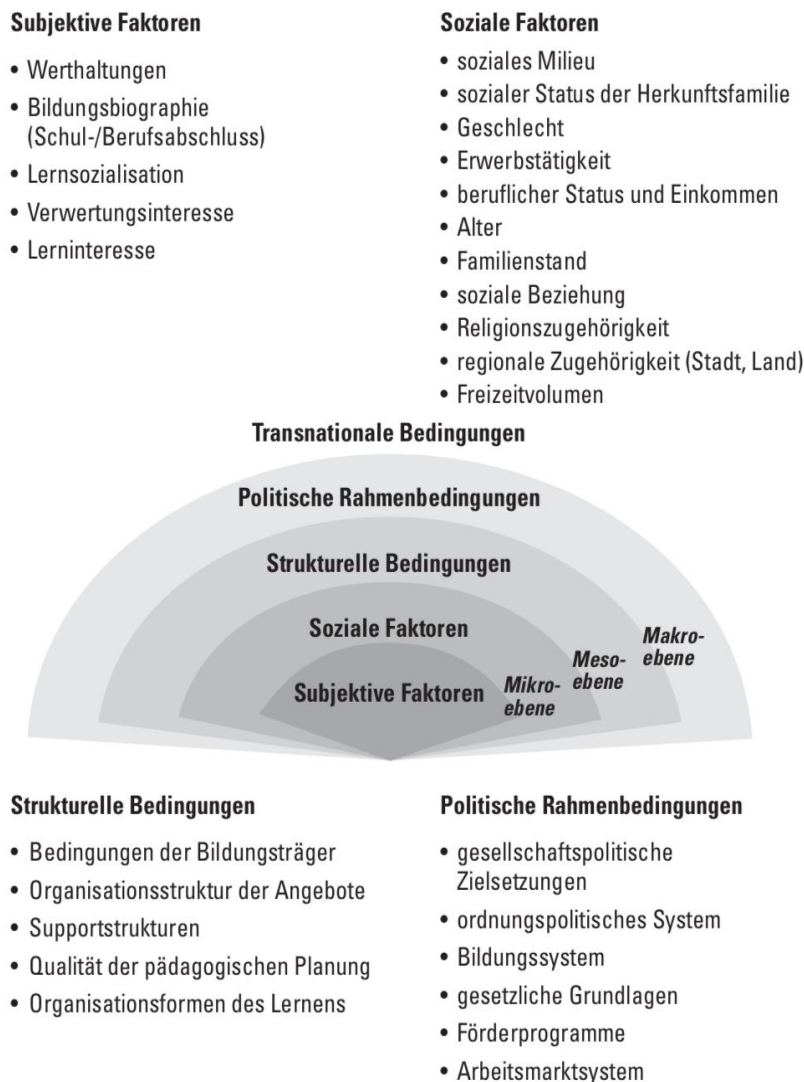 Subjektive Faktoren
• Werthaltungen
• Bildungsbiographie
(Schul-/Berufsabschluss)
• Lernsozialisation
• Verwertungsinteresse
• Lerninteresse
Soziale Faktoren
• soziales Milieu
• sozialer Status der Herkunftsfamilie
• Geschlecht
• Erwerbstätigkeit
• beruflicher Status und Einkommen
• Alter
• Familienstand
• soziale Beziehung
• Religionszugehörigkeit
• regionale Zugehörigkeit (Stadt, Land)
• Freizeitvolumen
Transnationale Bedingungen
Politische Rahmenbedingungen
Strukturelle Bedingungen
Soziale Faktoren
Subjektive Faktoren
Mikro-
ebene
Meso-
ebene
Makro-
ebene
Strukturelle Bedingungen
• Bedingungen der Bildungsträger
• Organisationsstruktur der Angebote
• Supportstrukturen
• Qualität der pädagogischen Planung
• Organisationsformen des Lernens
Politische Rahmenbedingungen
• gesellschaftspolitische
Zielsetzungen
• ordnungspolitisches System
• Bildungssystem
• gesetzliche Grundlagen
• Förderprogramme
• Arbeitsmarktsystem